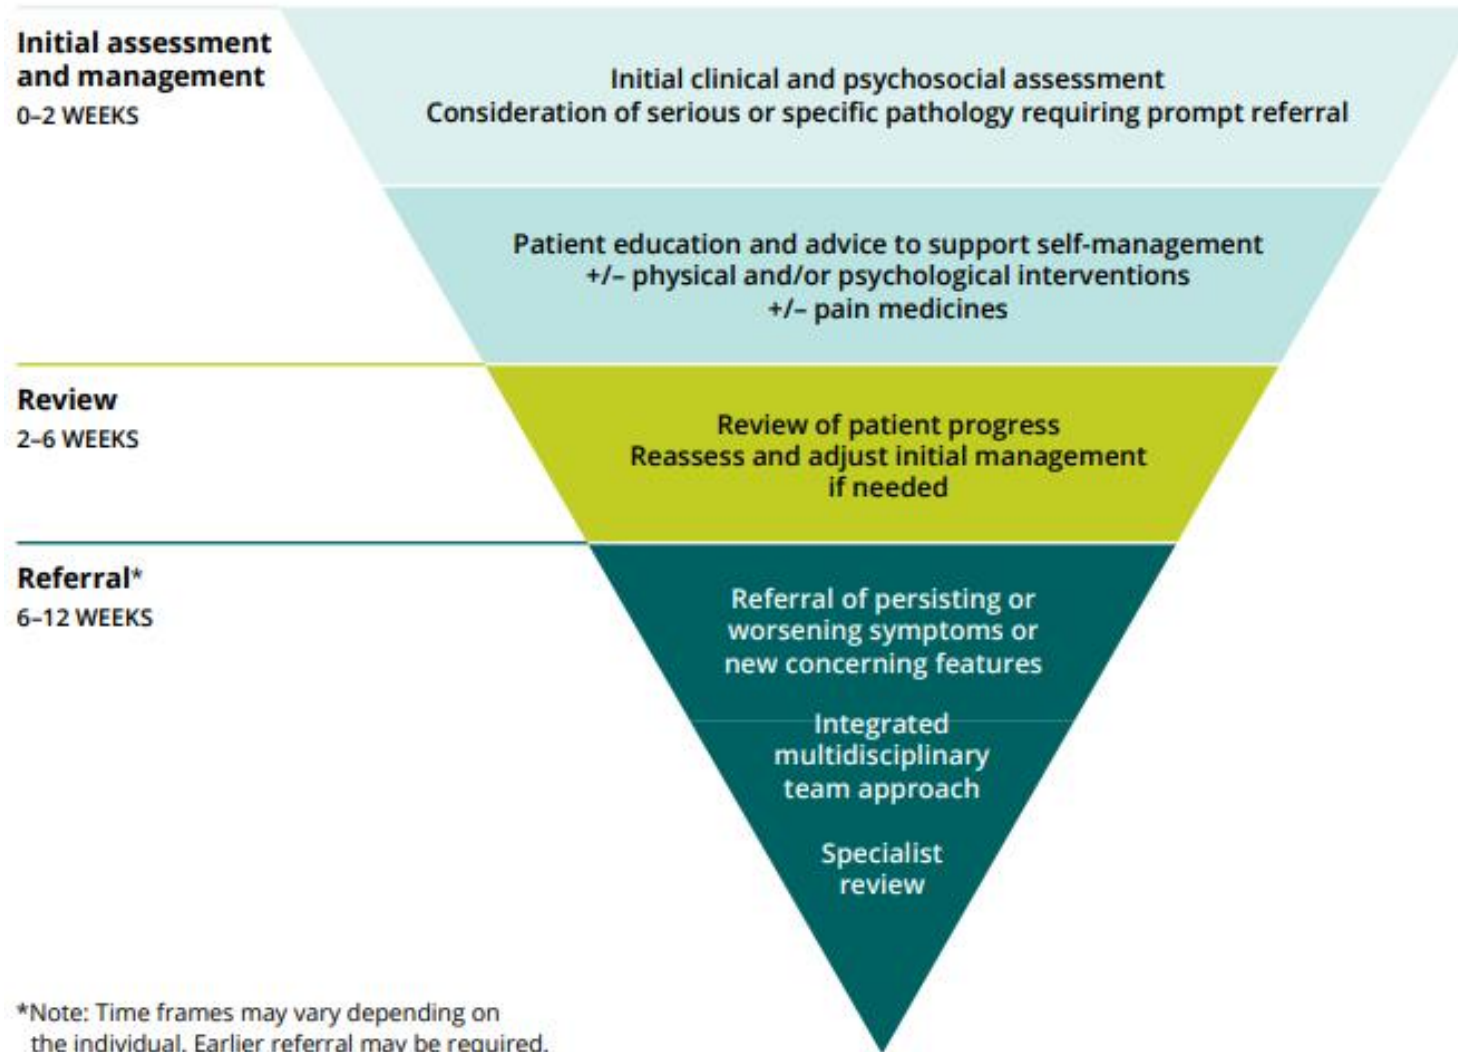 Initial assessment
and management
0–2 WEEKS
Initial clinical and psychosocial assessment
Consideration of serious or specific pathology requiring prompt referral
Patient education and advice to support self-management
+/– physical and/or psychological interventions
+/– pain medicines
Review
2–6 WEEKS
Review of patient progress
Reassess and adjust initial management
if needed
Referral*
6–12 WEEKS
Referral of persisting or
worsening symptoms or
new concerning features
Integrated
multidisciplinary
team approach
Specialist
review
*Note: Time frames may vary depending on
the individual. Earlier referral may be required.